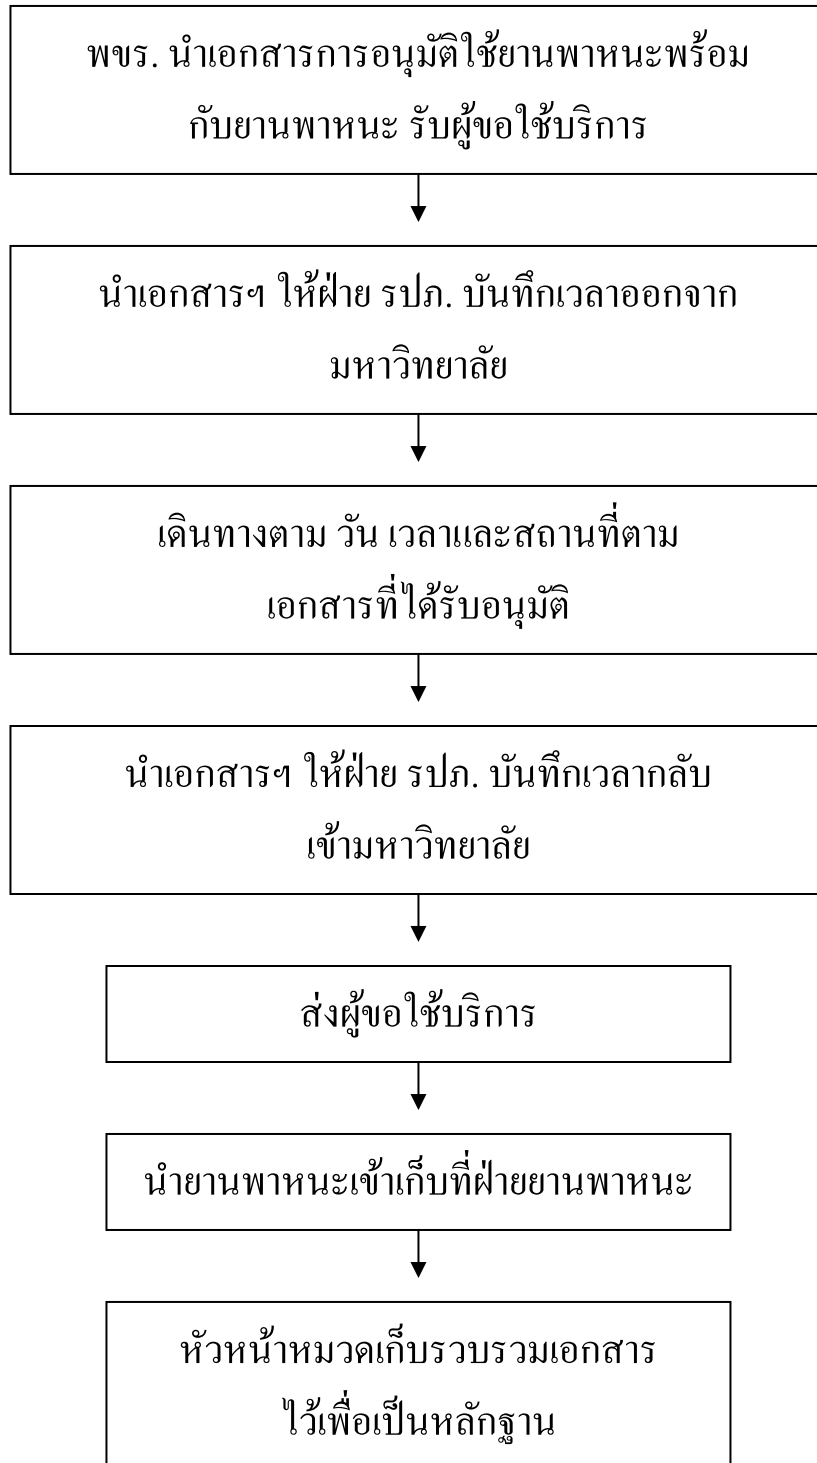 พขร. นำเอกสารการอนุมัติใช้ยานพาหนะพร้อม
กับยานพาหนะ รับผู้ขอใช้บริการ
นำเอกสารฯ ให้ฝ่าย รปภ. บันทึกเวลาออกจาก
มหาวิทยาลัย
เดินทางตาม วัน เวลาและสถานที่ตาม
เอกสารที่ได้รับอนุมัติ
นำเอกสารฯ ให้ฝ่าย รปภ. บันทึกเวลากลับ
เข้ามหาวิทยาลัย
ส่งผู้ขอใช้บริการ
นำยานพาหนะเข้าเก็บที่ฝ่ายยานพาหนะ
หัวหน้าหมวดเก็บรวบรวมเอกสาร
ไว้เพื่อเป็นหลักฐาน